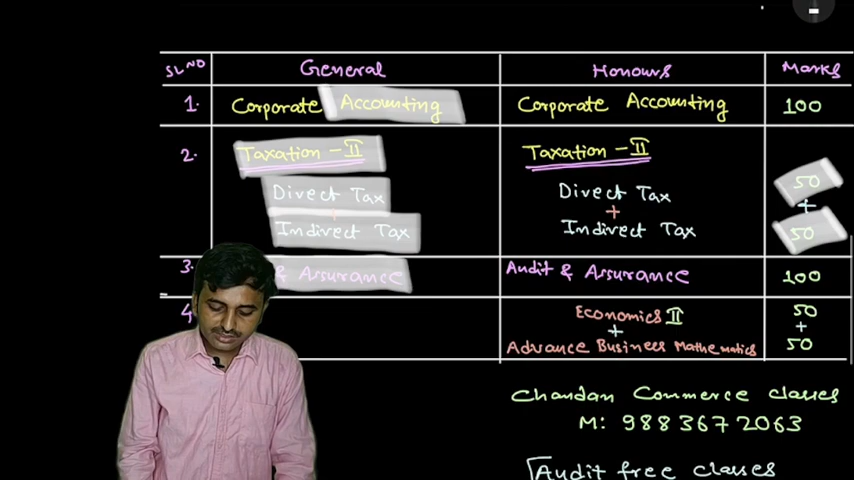 SL NO General Honours Marks
1. Corporate Accounting Corporate Accounting 100
2. Taxation - II Taxation - II
Direct Tax Direct Tax 50
+ + +
Indirect Tax Indirect Tax 50
3. & Assurance Audit & Assurance 100
4. Economics II 50
+ +
Advance Business Mathematics 50
Chandan Commerce classes
M: 9883672063
Audit free classes